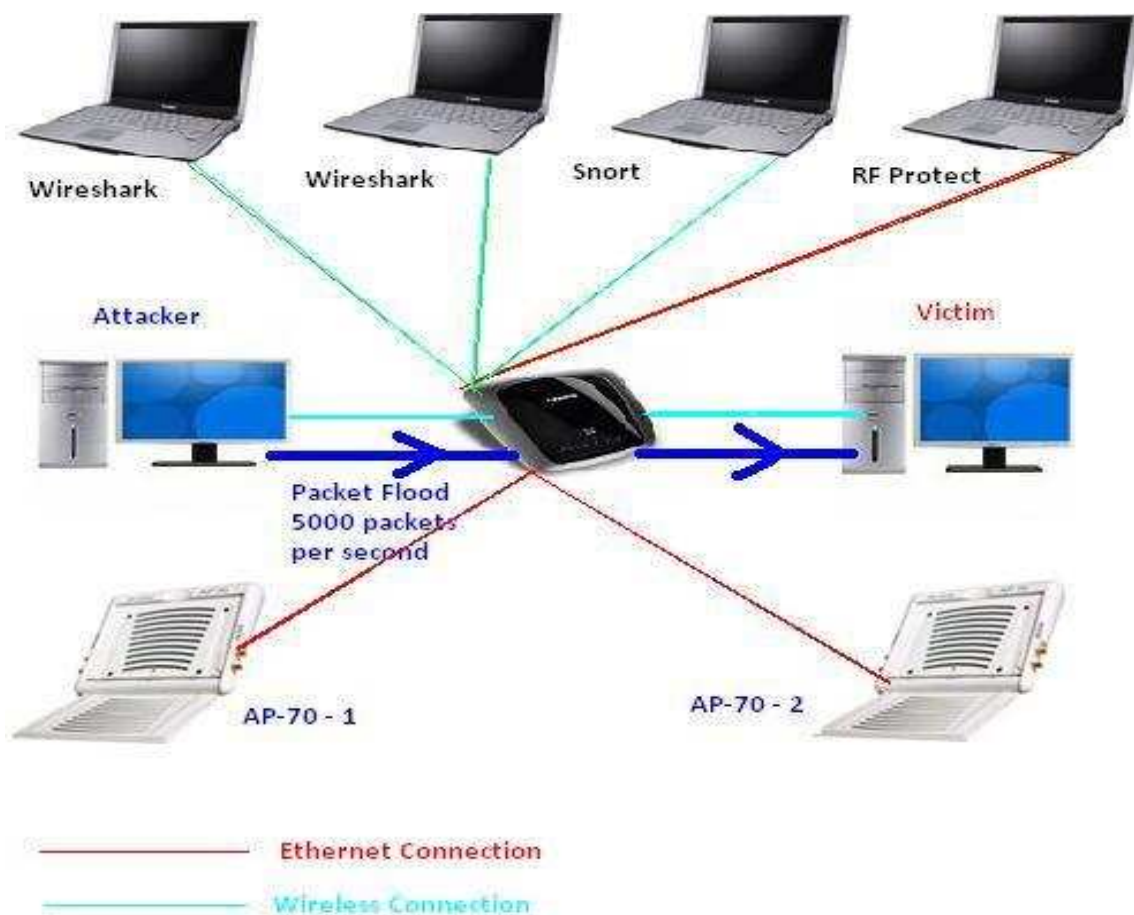 Wireshark
Wireshark
Snort
RF Protect
Attacker
Victim
Packet Flood
5000 packets
per second
AP-70 - 1
AP-70 - 2
Ethernet Connection
Wireless Connection